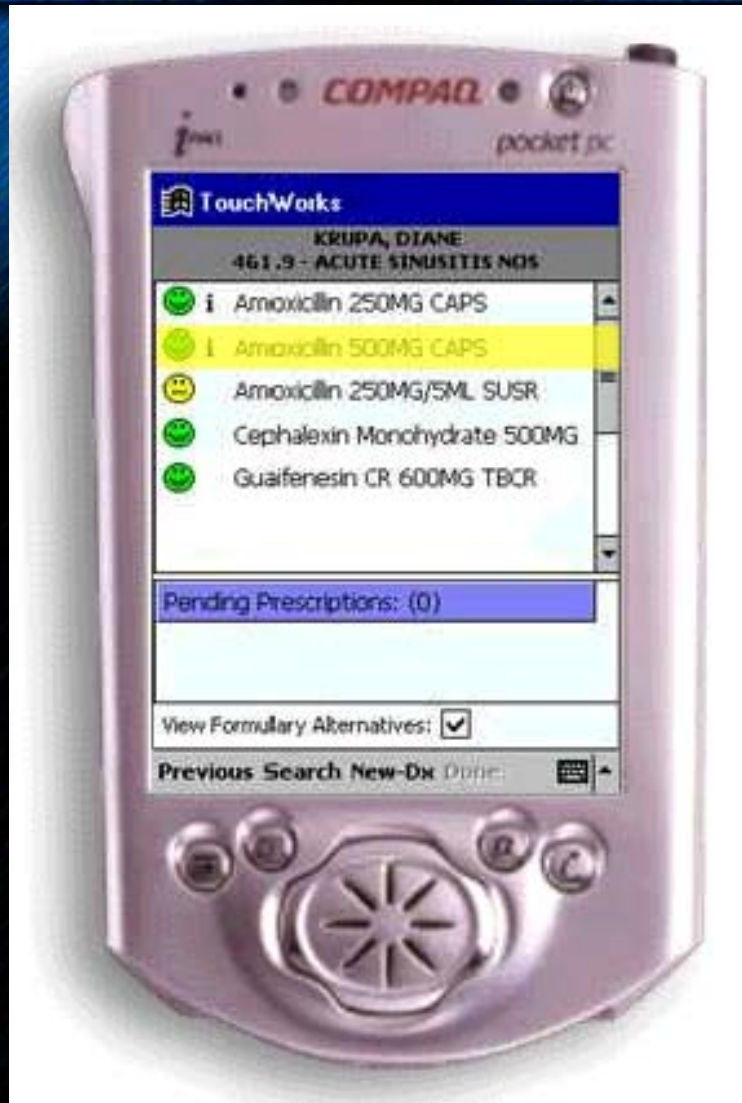 COMPAQ
iPAQ
pocket pc
TouchWorks
KRUPA, DIANE
461.9 - ACUTE SINUSITIS NOS
i Amoxicillin 250MG CAPS
i Amoxicillin 500MG CAPS
Amoxicillin 250MG/5ML SUSR
Cephalexin Monohydrate 500MG
Guaifenesin CR 600MG TBCR
Pending Prescriptions: (0)
View Formullary Alternatives:
Previous Search New-Dx Done